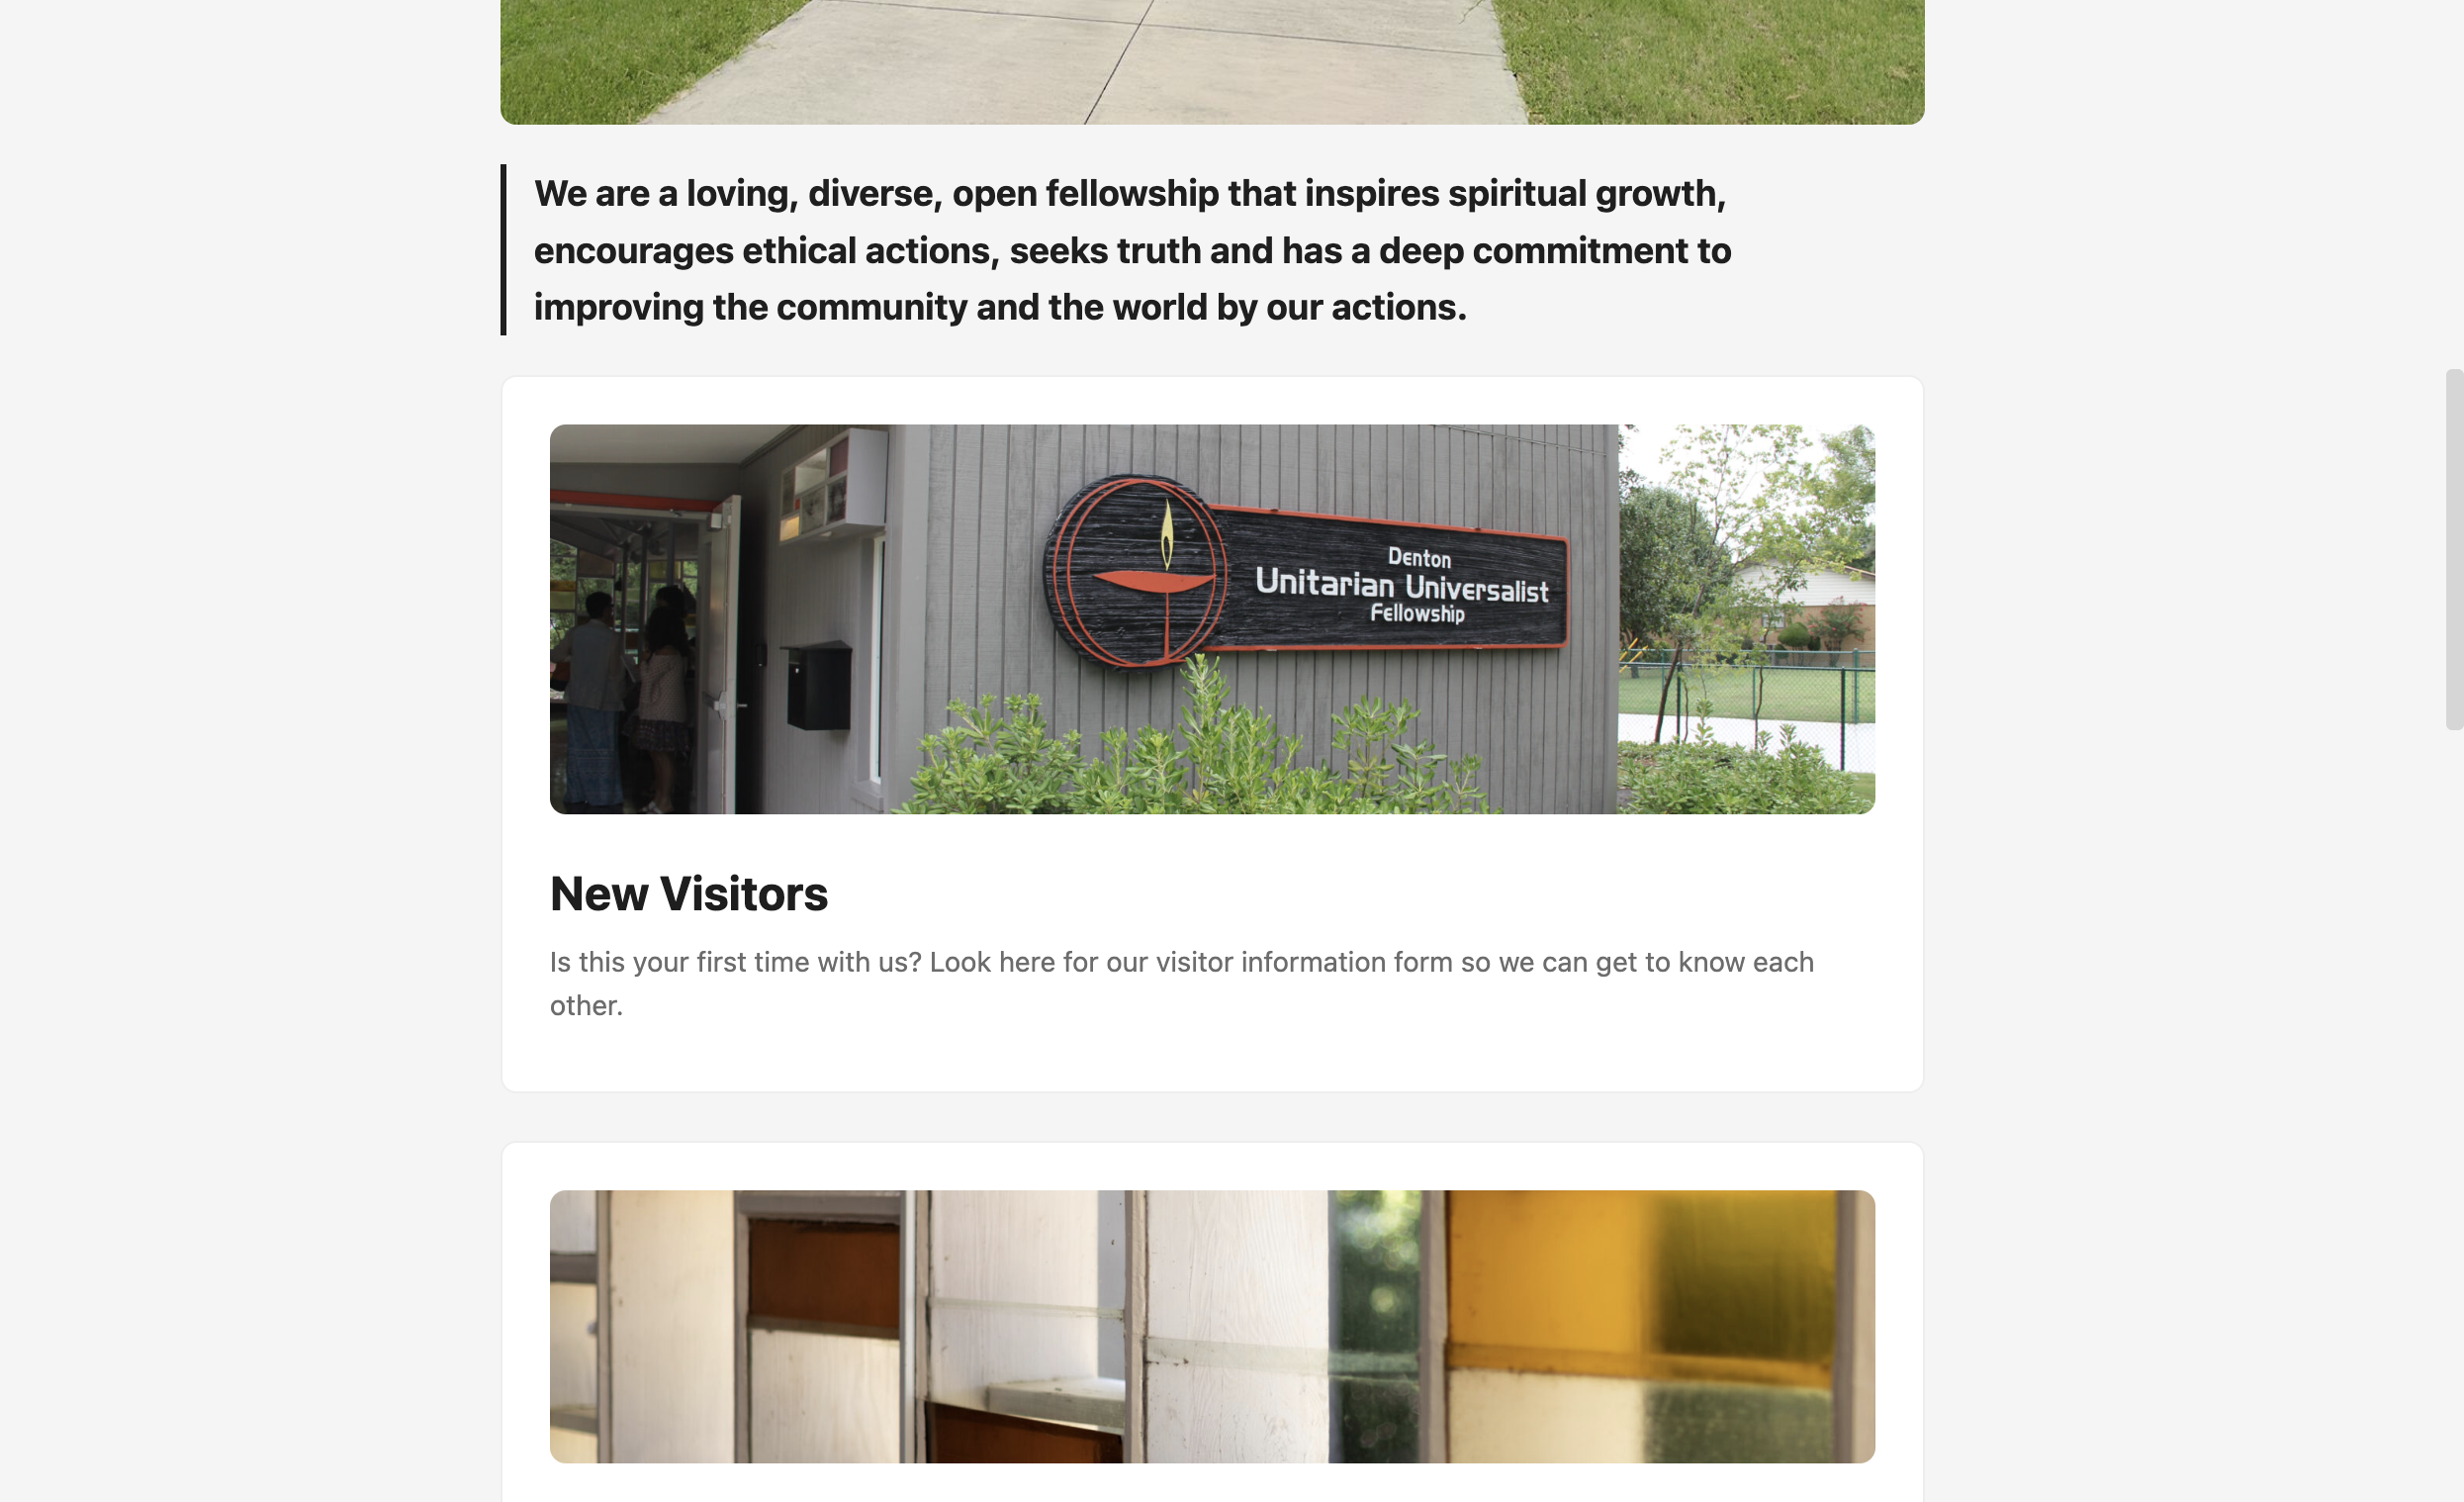 We are a loving, diverse, open fellowship that inspires spiritual growth,
encourages ethical actions, seeks truth and has a deep commitment to
improving the community and the world by our actions.
Denton
Unitarian Universalist
Fellowship
New Visitors
Is this your first time with us? Look here for our visitor information form so we can get to know each
other.